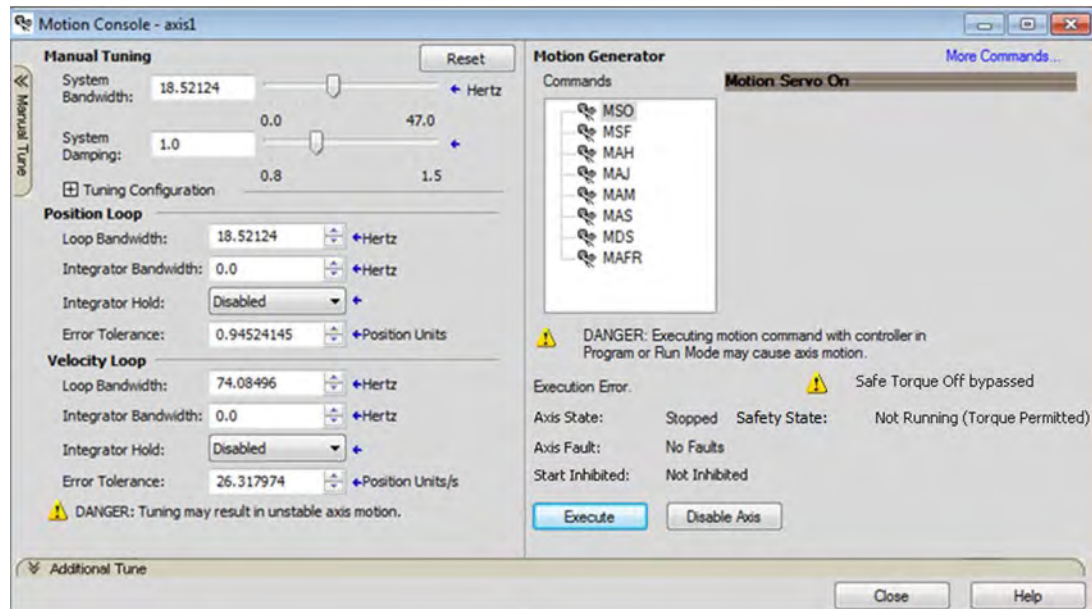 Motion Console - axis1
Manual Tune
Manual Tuning
Reset
System Bandwidth: 18.52124 Hertz
0.0 47.0
System Damping: 1.0
0.8 1.5
Tuning Configuration
Position Loop
Loop Bandwidth: 18.52124 Hertz
Integrator Bandwidth: 0.0 Hertz
Integrator Hold: Disabled
Error Tolerance: 0.94524145 Position Units
Velocity Loop
Loop Bandwidth: 74.08496 Hertz
Integrator Bandwidth: 0.0 Hertz
Integrator Hold: Disabled
Error Tolerance: 26.317974 Position Units/s
DANGER: Tuning may result in unstable axis motion.
Motion Generator
More Commands...
Commands
Motion Servo On
MSO
MSF
MAH
MAJ
MAM
MAS
MDS
MAFR
DANGER: Executing motion command with controller in
Program or Run Mode may cause axis motion.
Execution Error.
Safe Torque Off bypassed
Axis State: Stopped
Safety State: Not Running (Torque Permitted)
Axis Fault: No Faults
Start Inhibited: Not Inhibited
Execute
Disable Axis
Additional Tune
Close
Help